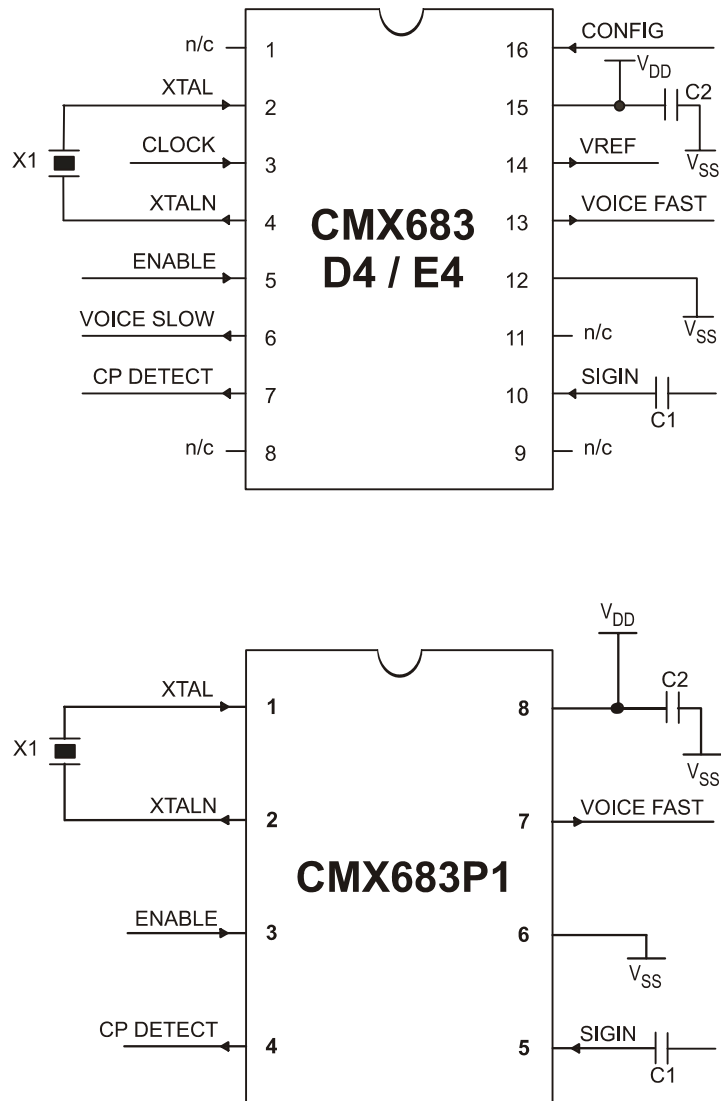 n/c 1 16 CONFIG
V_DD
XTAL 2 15 C2
X1 CLOCK 3 14 VREF V_SS
XTALN 4 13 VOICE FAST
CMX683
D4 / E4
ENABLE 5 12
VOICE SLOW 6 11 n/c V_SS
CP DETECT 7 10 SIGIN
C1
n/c 8 9 n/c
V_DD
XTAL 1 8 C2
X1 V_SS
XTALN 2 7 VOICE FAST
CMX683P1
ENABLE 3 6
V_SS
CP DETECT 4 5 SIGIN
C1